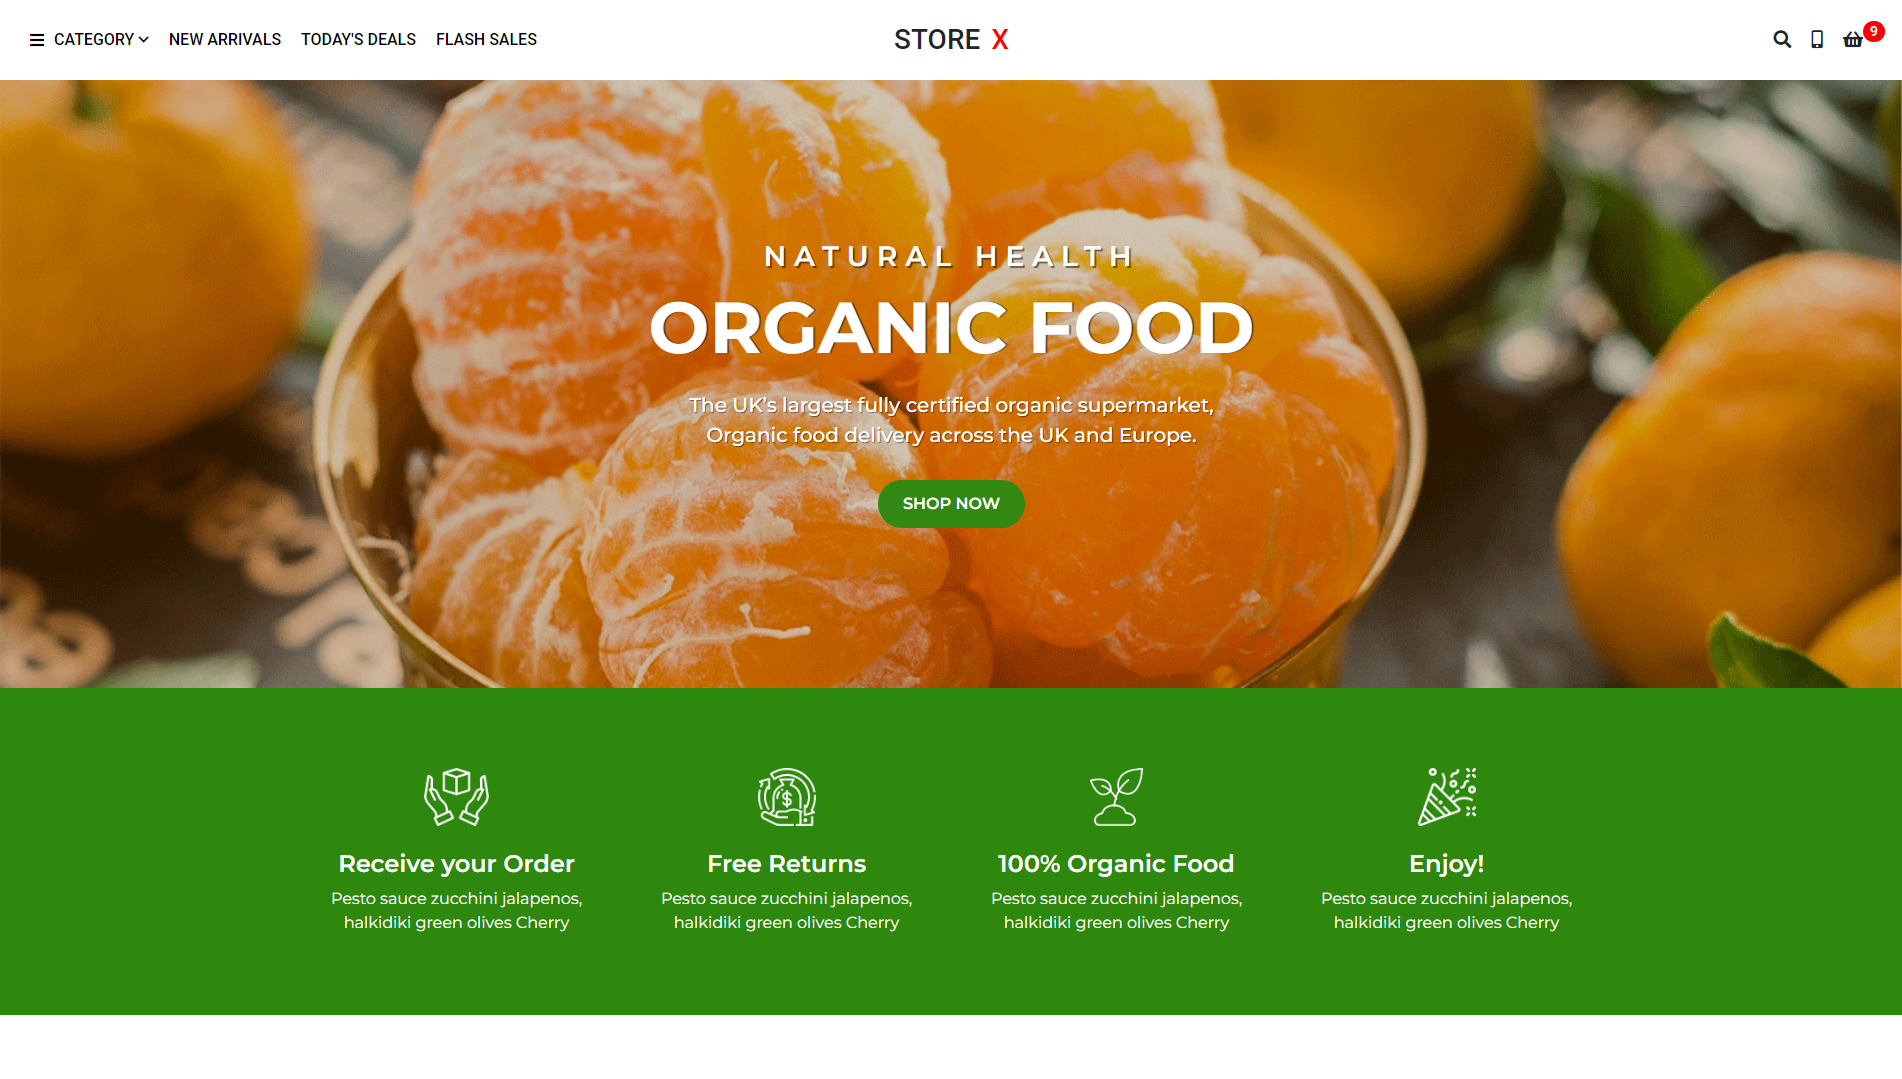 CATEGORY NEW ARRIVALS TODAY'S DEALS FLASH SALES STORE X 9
NATURAL HEALTH
ORGANIC FOOD
The UK's largest fully certified organic supermarket,
Organic food delivery across the UK and Europe.
SHOP NOW
Receive your Order
Pesto sauce zucchini jalapenos,
halkidiki green olives Cherry
Free Returns
Pesto sauce zucchini jalapenos,
halkidiki green olives Cherry
100% Organic Food
Pesto sauce zucchini jalapenos,
halkidiki green olives Cherry
Enjoy!
Pesto sauce zucchini jalapenos,
halkidiki green olives Cherry